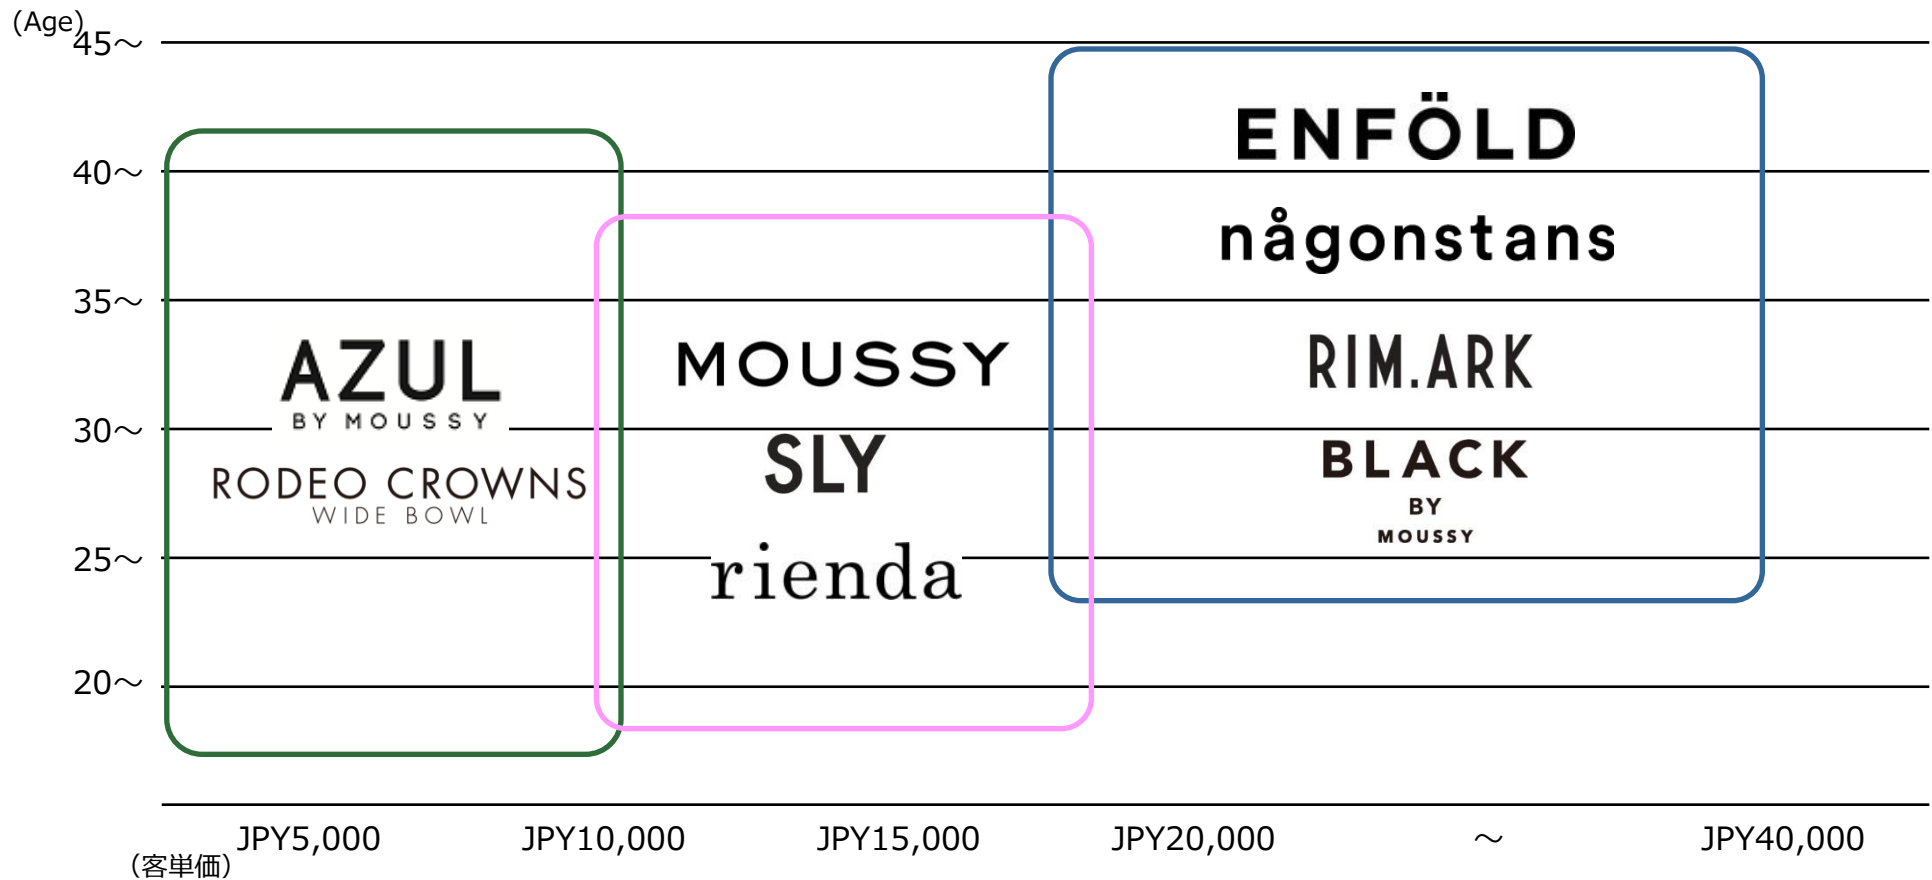 (Age)
45～
ENFÖLD
40～
någonstans
35～
AZUL
BY MOUSSY
MOUSSY
RIM.ARK
30～
SLY
BLACK
BY
MOUSSY
RODEO CROWNS
WIDE BOWL
25～
rienda
20～
JPY5,000 JPY10,000 JPY15,000 JPY20,000 ～ JPY40,000
（客単価）